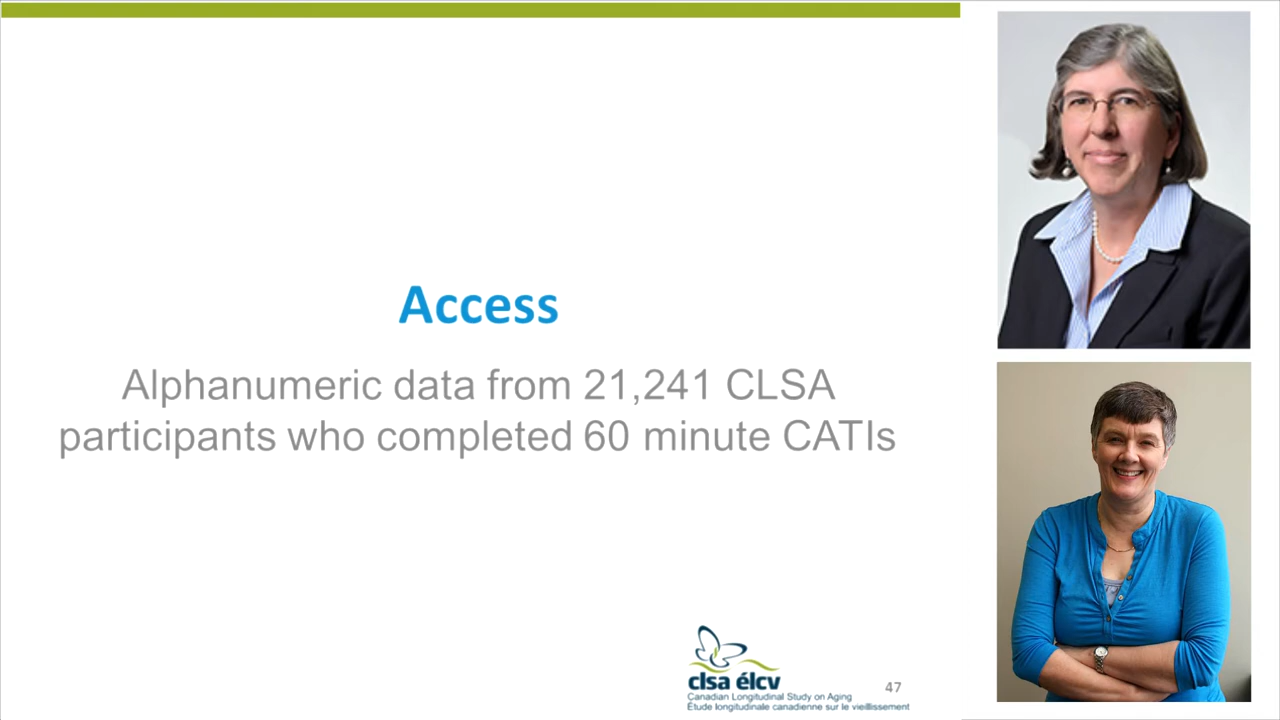 Access
Alphanumeric data from 21,241 CLSA
participants who completed 60 minute CATIs
clsa élcv
Canadian Longitudinal Study on Aging
Étude longitudinale canadienne sur le vieillissement
47